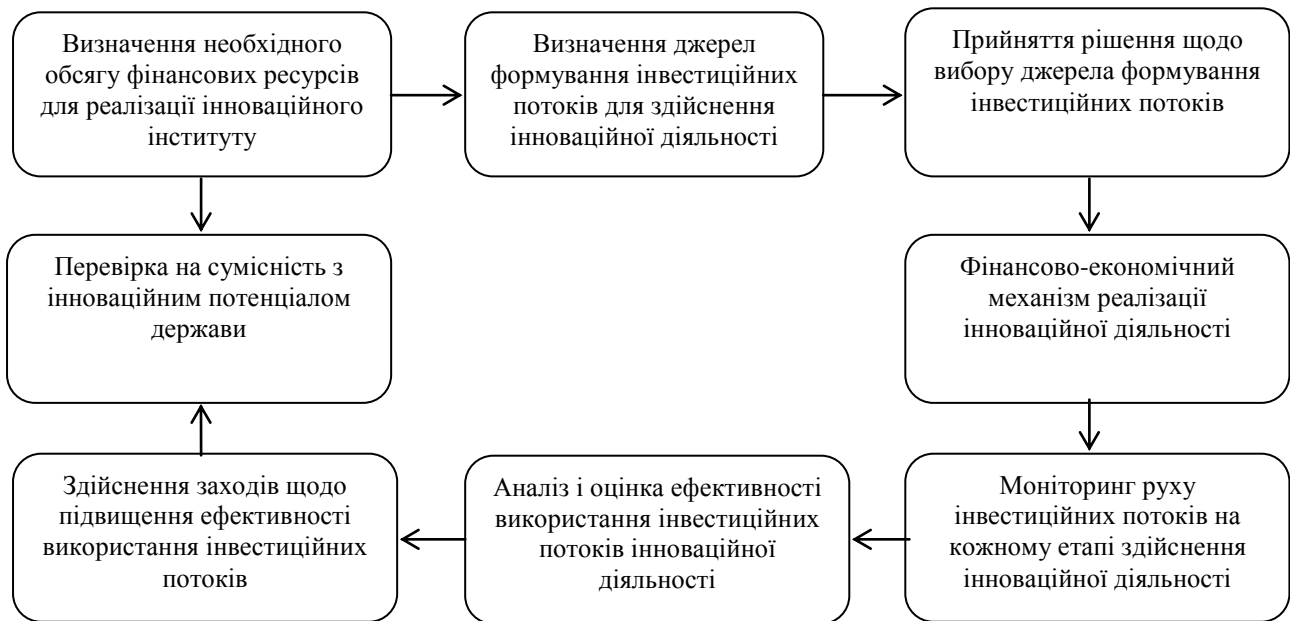 Визначення необхідного
обсягу фінансових ресурсів
для реалізації інноваційного
інституту
Визначення джерел
формування інвестиційних
потоків для здійснення
інноваційної діяльності
Прийняття рішення щодо
вибору джерела формування
інвестиційних потоків
Перевірка на сумісність з
інноваційним потенціалом
держави
Фінансово-економічний
механізм реалізації
інноваційної діяльності
Здійснення заходів щодо
підвищення ефективності
використання інвестиційних
потоків
Аналіз і оцінка ефективності
використання інвестиційних
потоків інноваційної
діяльності
Моніторинг руху
інвестиційних потоків на
кожному етапі здійснення
інноваційної діяльності